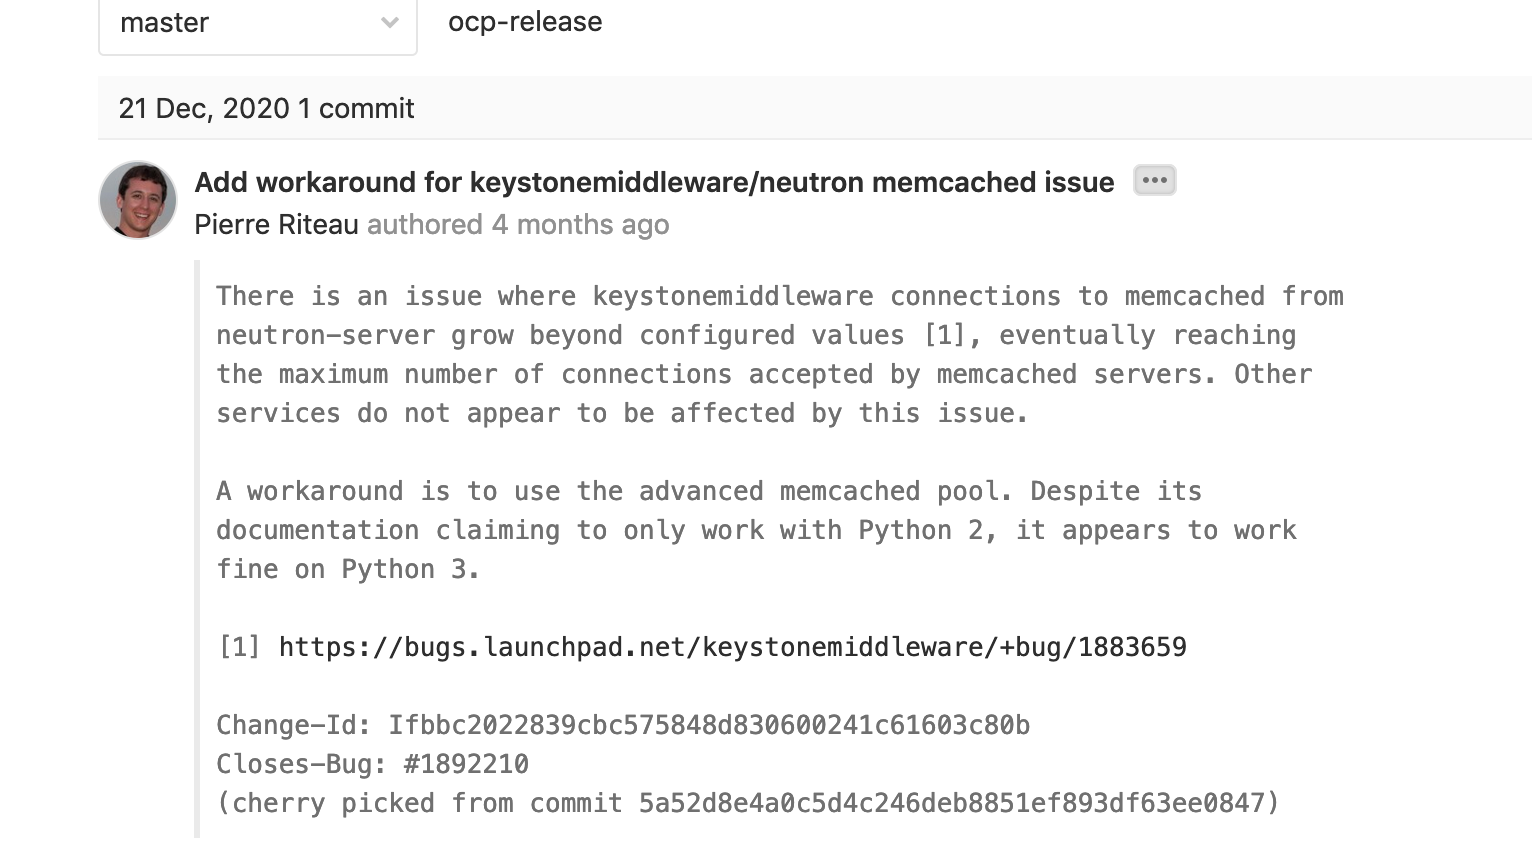 master
ocp-release
21 Dec, 2020 1 commit
Add workaround for keystonemiddleware/neutron memcached issue
Pierre Riteau authored 4 months ago
There is an issue where keystonemiddleware connections to memcached from
neutron-server grow beyond configured values [1], eventually reaching
the maximum number of connections accepted by memcached servers. Other
services do not appear to be affected by this issue.
A workaround is to use the advanced memcached pool. Despite its
documentation claiming to only work with Python 2, it appears to work
fine on Python 3.
[1] https://bugs.launchpad.net/keystonemiddleware/+bug/1883659
Change-Id: Ifbbc2022839cbc575848d830600241c61603c80b
Closes-Bug: #1892210
(cherry picked from commit 5a52d8e4a0c5d4c246deb8851ef893df63ee0847)